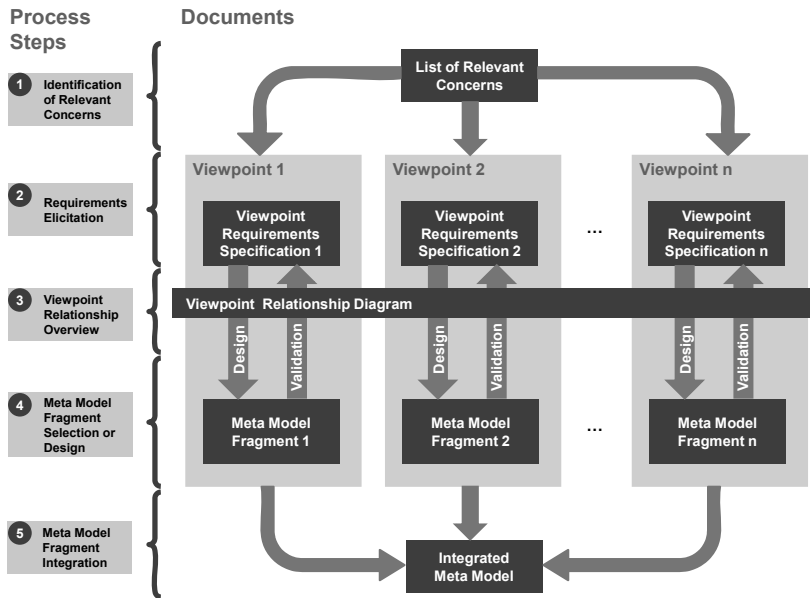 Process
Steps
Documents
1
Identification
of Relevant
Concerns
List of Relevant
Concerns
Viewpoint 1
Viewpoint 2
Viewpoint n
2
Requirements
Elicitation
Viewpoint
Requirements
Specification 1
Viewpoint
Requirements
Specification 2
...
Viewpoint
Requirements
Specification n
3
Viewpoint
Relationship
Overview
Viewpoint Relationship Diagram
Design
Validation
Design
Validation
Design
Validation
4
Meta Model
Fragment
Selection or
Design
Meta Model
Fragment 1
Meta Model
Fragment 2
...
Meta Model
Fragment n
5
Meta Model
Fragment
Integration
Integrated
Meta Model